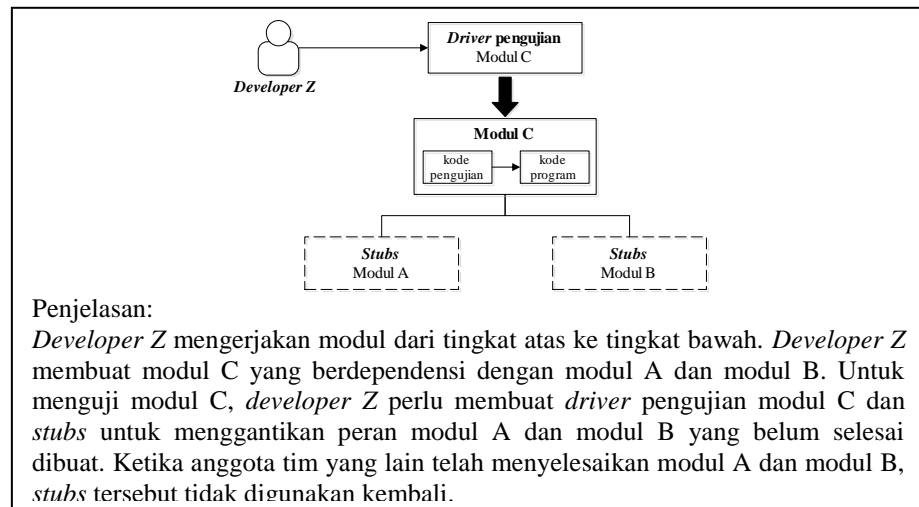 Driver pengujian
Modul C
Developer Z
Modul C
kode
pengujian
kode
program
Stubs
Modul A
Stubs
Modul B
Penjelasan:
Developer Z mengerjakan modul dari tingkat atas ke tingkat bawah. Developer Z
membuat modul C yang berdependensi dengan modul A dan modul B. Untuk
menguji modul C, developer Z perlu membuat driver pengujian modul C dan
stubs untuk menggantikan peran modul A dan modul B yang belum selesai
dibuat. Ketika anggota tim yang lain telah menyelesaikan modul A dan modul B,
stubs tersebut tidak digunakan kembali.